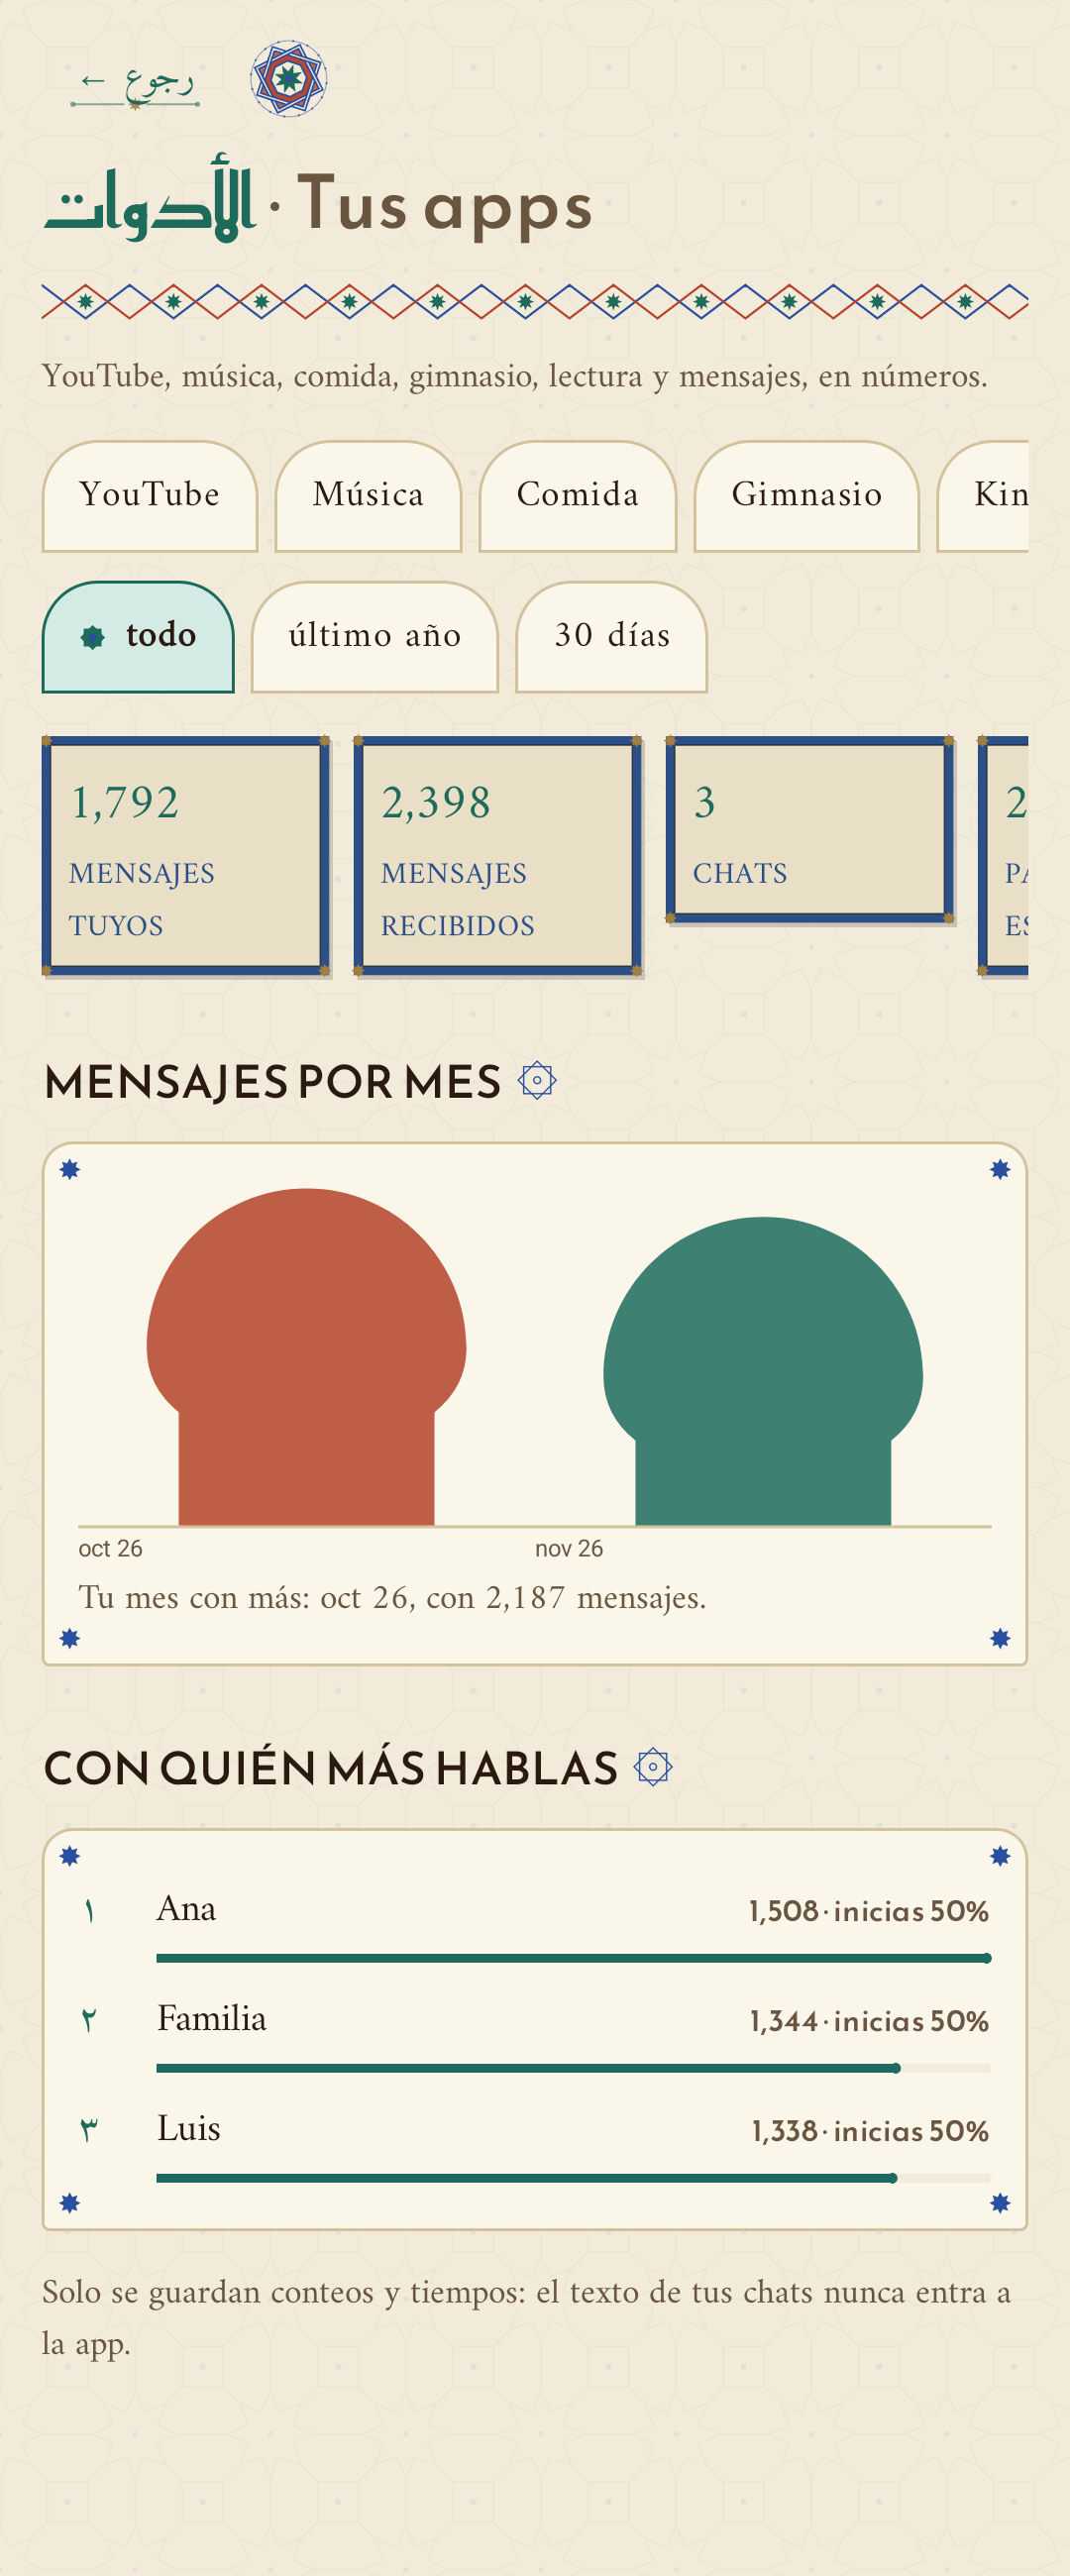 رجوع ←
الأدوات · Tus apps
YouTube, música, comida, gimnasio, lectura y mensajes, en números.
YouTube Música Comida Gimnasio Kin
todo último año 30 días
1,792 2,398 3 2
MENSAJES MENSAJES CHATS PA
TUYOS RECIBIDOS ES
MENSAJES POR MES
oct 26 nov 26
Tu mes con más: oct 26, con 2,187 mensajes.
CON QUIÉN MÁS HABLAS
١ Ana 1,508 · inicias 50%
٢ Familia 1,344 · inicias 50%
٣ Luis 1,338 · inicias 50%
Solo se guardan conteos y tiempos: el texto de tus chats nunca entra a
la app.